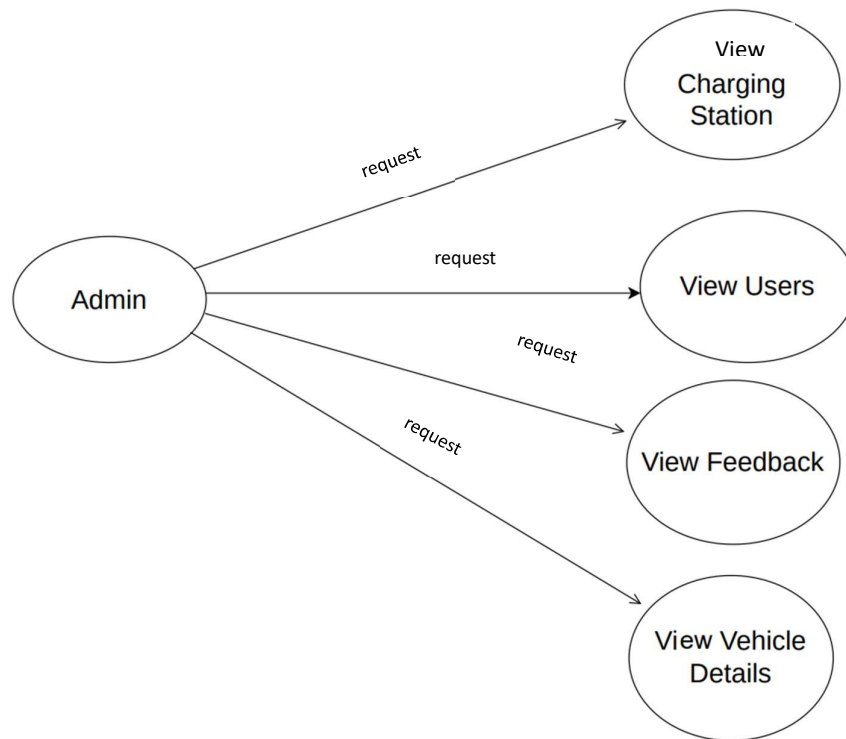 View
Charging
Station
request
request
View Users
Admin
request
View Feedback
request
View Vehicle
Details